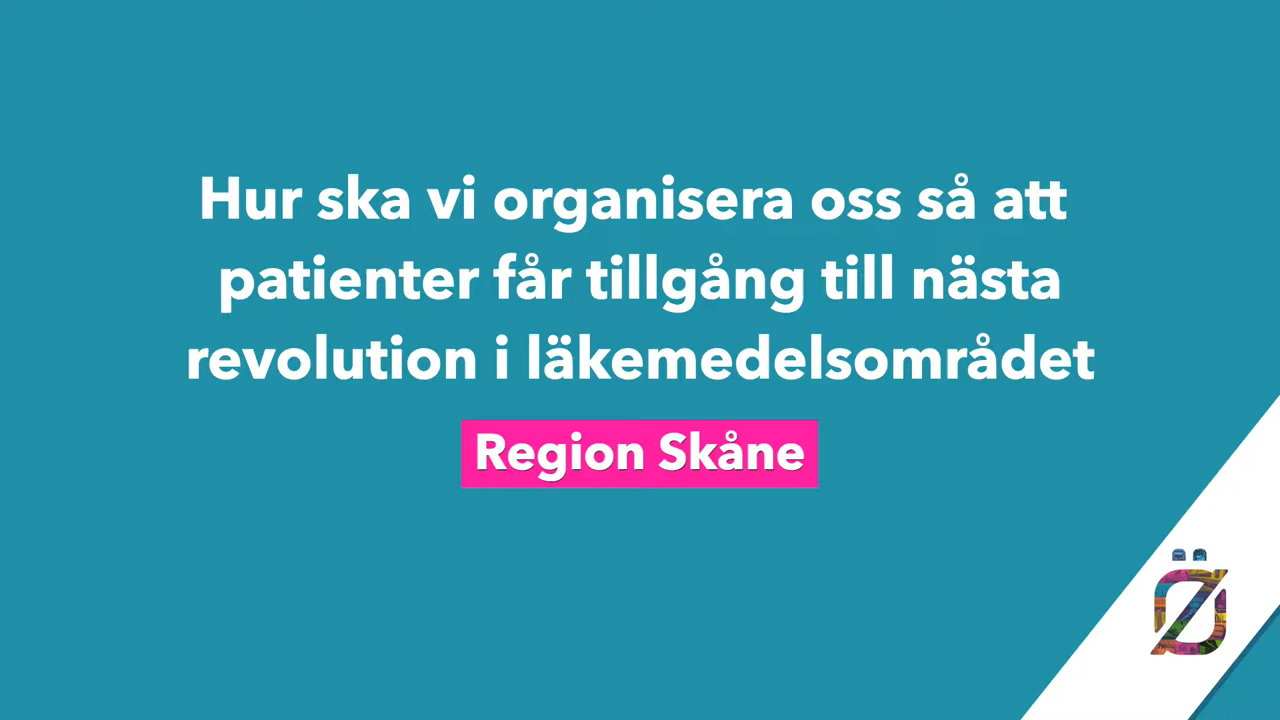 Hur ska vi organisera oss så att
patienter får tillgång till nästa
revolution i läkemedelsområdet
Region Skåne